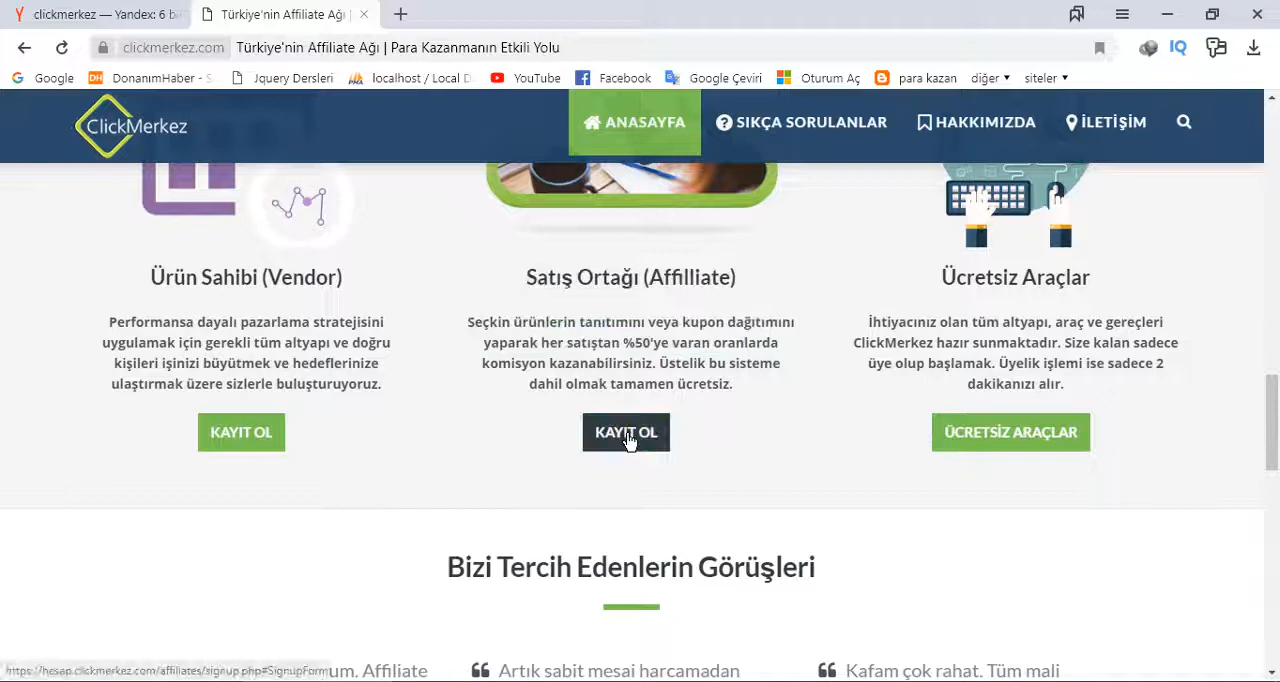 clickmerkez — Yandex: 6 b
Türkiye'nin Affiliate Ağı |
clickmerkez.com
Türkiye'nin Affiliate Ağı | Para Kazanmanın Etkili Yolu
IQ
Google
DH DonanımHaber - S
Jquery Dersleri
localhost / Local D
YouTube
Facebook
Google Çeviri
Oturum Aç
para kazan
diğer
siteler
ClickMerkez
ANASAYFA
SIKÇA SORULANLAR
HAKKIMIZDA
İLETİŞİM
Ürün Sahibi (Vendor)
Performansa dayalı pazarlama stratejisini
uygulamak için gerekli tüm altyapı ve doğru
kişileri işinizi büyütmek ve hedeflerinize
ulaştırmak üzere sizlerle buluşturuyoruz.
KAYIT OL
Satış Ortağı (Affilliate)
Seçkin ürünlerin tanıtımını veya kupon dağıtımını
yaparak her satıştan %50'ye varan oranlarda
komisyon kazanabilirsiniz. Üstelik bu sisteme
dahil olmak tamamen ücretsiz.
KAYIT OL
Ücretsiz Araçlar
İhtiyacınız olan tüm altyapı, araç ve gereçleri
ClickMerkez hazır sunmaktadır. Size kalan sadece
üye olup başlamak. Üyelik işlemi ise sadece 2
dakikanızı alır.
ÜCRETSİZ ARAÇLAR
Bizi Tercih Edenlerin Görüşleri
um. Affiliate
Artık sabit mesai harcamadan
Kafam çok rahat. Tüm mali
https://hesap.clickmerkez.com/affiliates/signup.php#SignupForm